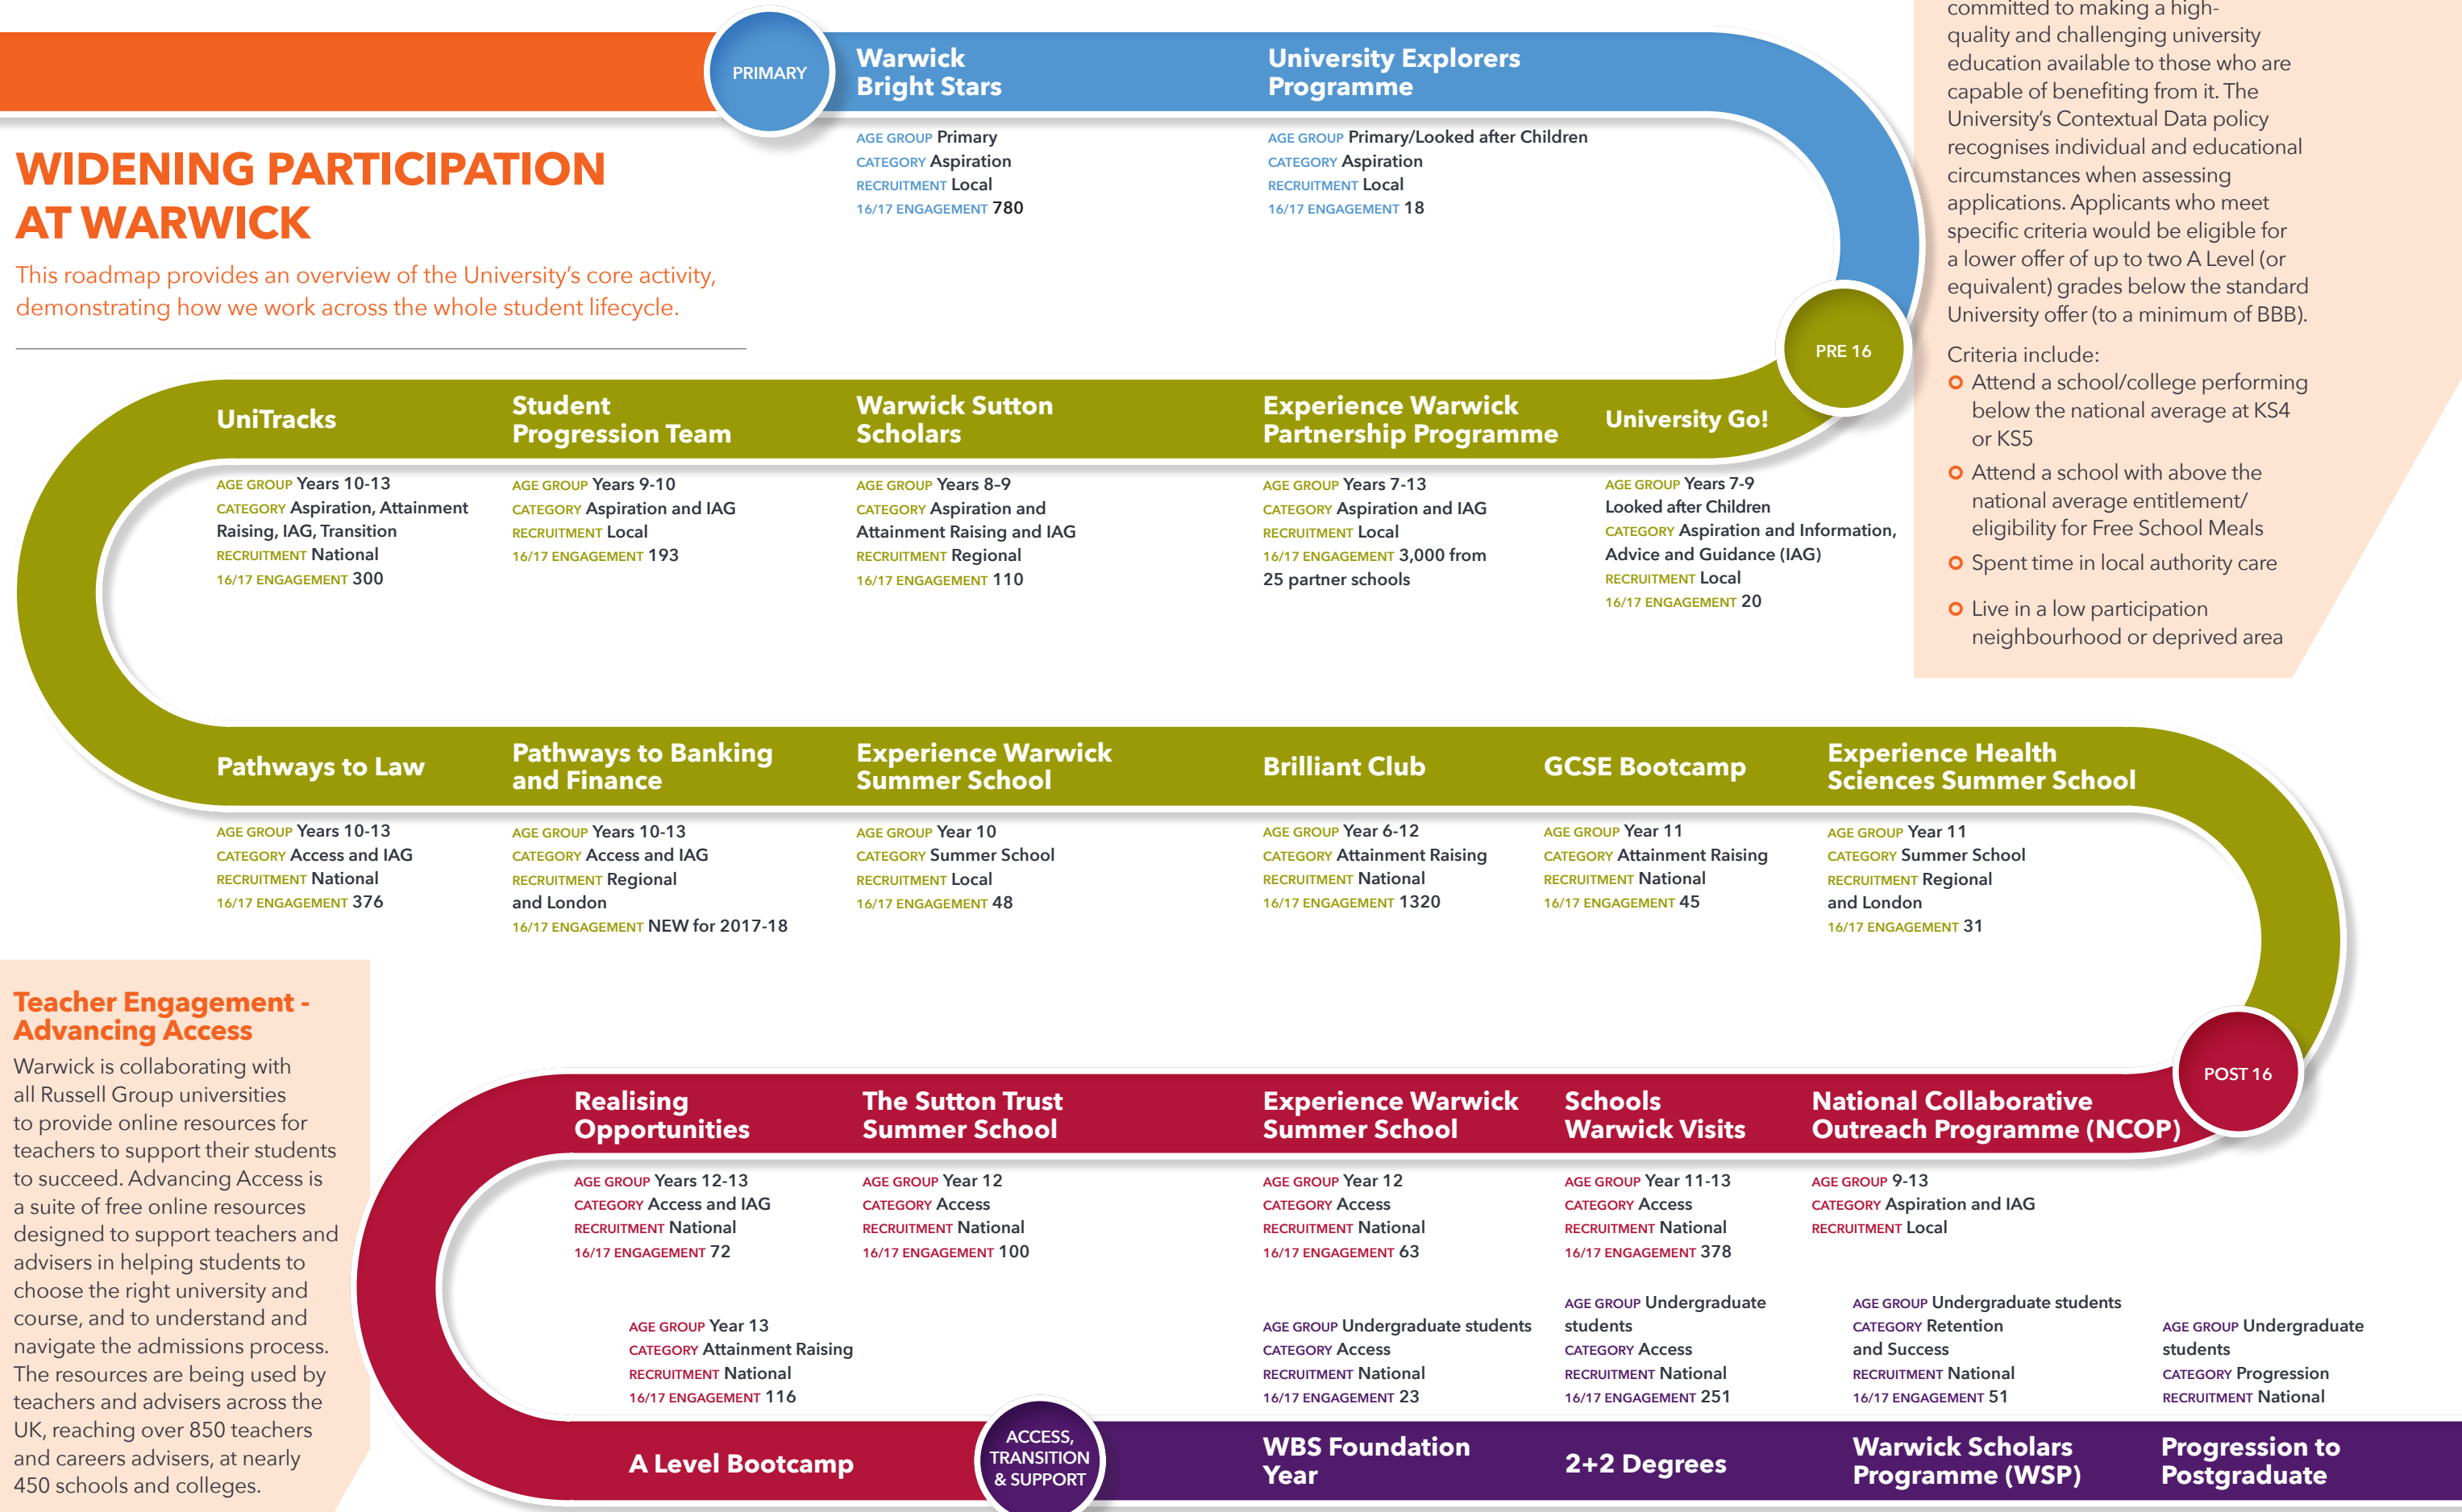 PRIMARY
Warwick
Bright Stars
University Explorers
Programme
AGE GROUP Primary
CATEGORY Aspiration
RECRUITMENT Local
16/17 ENGAGEMENT 780
AGE GROUP Primary/Looked after Children
CATEGORY Aspiration
RECRUITMENT Local
16/17 ENGAGEMENT 18
WIDENING PARTICIPATION
AT WARWICK
This roadmap provides an overview of the University's core activity,
demonstrating how we work across the whole student lifecycle.
committed to making a high-
quality and challenging university
education available to those who are
capable of benefiting from it. The
University's Contextual Data policy
recognises individual and educational
circumstances when assessing
applications. Applicants who meet
specific criteria would be eligible for
a lower offer of up to two A Level (or
equivalent) grades below the standard
University offer (to a minimum of BBB).
Criteria include:
Attend a school/college performing
below the national average at KS4
or KS5
Attend a school with above the
national average entitlement/
eligibility for Free School Meals
Spent time in local authority care
Live in a low participation
neighbourhood or deprived area
PRE 16
UniTracks
Student
Progression Team
Warwick Sutton
Scholars
Experience Warwick
Partnership Programme
University Go!
AGE GROUP Years 10-13
CATEGORY Aspiration, Attainment
Raising, IAG, Transition
RECRUITMENT National
16/17 ENGAGEMENT 300
AGE GROUP Years 9-10
CATEGORY Aspiration and IAG
RECRUITMENT Local
16/17 ENGAGEMENT 193
AGE GROUP Years 8–9
CATEGORY Aspiration and
Attainment Raising and IAG
RECRUITMENT Regional
16/17 ENGAGEMENT 110
AGE GROUP Years 7-13
CATEGORY Aspiration and IAG
RECRUITMENT Local
16/17 ENGAGEMENT 3,000 from
25 partner schools
AGE GROUP Years 7-9
Looked after Children
CATEGORY Aspiration and Information,
Advice and Guidance (IAG)
RECRUITMENT Local
16/17 ENGAGEMENT 20
Pathways to Law
Pathways to Banking
and Finance
Experience Warwick
Summer School
Brilliant Club
GCSE Bootcamp
Experience Health
Sciences Summer School
AGE GROUP Years 10-13
CATEGORY Access and IAG
RECRUITMENT National
16/17 ENGAGEMENT 376
AGE GROUP Years 10-13
CATEGORY Access and IAG
RECRUITMENT Regional
and London
16/17 ENGAGEMENT NEW for 2017-18
AGE GROUP Year 10
CATEGORY Summer School
RECRUITMENT Local
16/17 ENGAGEMENT 48
AGE GROUP Year 6-12
CATEGORY Attainment Raising
RECRUITMENT National
16/17 ENGAGEMENT 1320
AGE GROUP Year 11
CATEGORY Attainment Raising
RECRUITMENT National
16/17 ENGAGEMENT 45
AGE GROUP Year 11
CATEGORY Summer School
RECRUITMENT Regional
and London
16/17 ENGAGEMENT 31
Teacher Engagement -
Advancing Access
Warwick is collaborating with
all Russell Group universities
to provide online resources for
teachers to support their students
to succeed. Advancing Access is
a suite of free online resources
designed to support teachers and
advisers in helping students to
choose the right university and
course, and to understand and
navigate the admissions process.
The resources are being used by
teachers and advisers across the
UK, reaching over 850 teachers
and careers advisers, at nearly
450 schools and colleges.
POST 16
Realising
Opportunities
The Sutton Trust
Summer School
Experience Warwick
Summer School
Schools
Warwick Visits
National Collaborative
Outreach Programme (NCOP)
AGE GROUP Years 12-13
CATEGORY Access and IAG
RECRUITMENT National
16/17 ENGAGEMENT 72
AGE GROUP Year 12
CATEGORY Access
RECRUITMENT National
16/17 ENGAGEMENT 100
AGE GROUP Year 12
CATEGORY Access
RECRUITMENT National
16/17 ENGAGEMENT 63
AGE GROUP Year 11-13
CATEGORY Access
RECRUITMENT National
16/17 ENGAGEMENT 378
AGE GROUP 9-13
CATEGORY Aspiration and IAG
RECRUITMENT Local
AGE GROUP Year 13
CATEGORY Attainment Raising
RECRUITMENT National
16/17 ENGAGEMENT 116
AGE GROUP Undergraduate students
CATEGORY Access
RECRUITMENT National
16/17 ENGAGEMENT 23
AGE GROUP Undergraduate
students
CATEGORY Access
RECRUITMENT National
16/17 ENGAGEMENT 251
AGE GROUP Undergraduate students
CATEGORY Retention
and Success
RECRUITMENT National
16/17 ENGAGEMENT 51
AGE GROUP Undergraduate
students
CATEGORY Progression
RECRUITMENT National
A Level Bootcamp
ACCESS,
TRANSITION
& SUPPORT
WBS Foundation
Year
2+2 Degrees
Warwick Scholars
Programme (WSP)
Progression to
Postgraduate